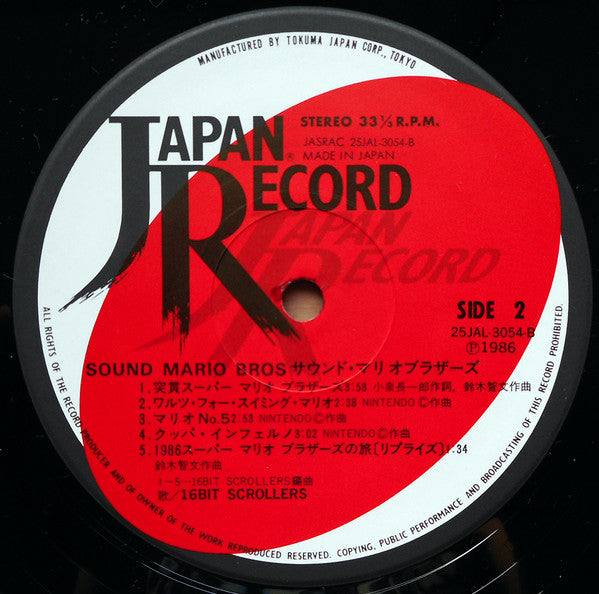 MANUFACTURED BY TOKUMA JAPAN CORP., TOKYO
JAPAN
RECORD
®
STEREO 33 1/3 R.P.M.
JASRAC 25JAL-3054-B
MADE IN JAPAN
JAPAN
RECORD
SIDE 2
25JAL-3054-B
Ⓟ1986
SOUND MARIO BROS サウンド・マリオブラザーズ
1. 突貫スーパー マリオ ブラザーズ3:58 小泉長一郎作詞, 鈴木智文作曲
2. ワルツ・フォー・スイミング・マリオ2:38 NINTENDO Ⓒ作曲
3. マリオ No.5 2:53 NINTENDO Ⓒ作曲
4. クッパ・インフェルノ3:02 NINTENDO Ⓒ作曲
5. 1986スーパー マリオ ブラザーズの旅〔リプライズ〕1:34
鈴木智文作曲
1-5…16BIT SCROLLERS編曲
歌/16BIT SCROLLERS
ALL RIGHTS OF THE RECORD PRODUCER AND OF OWNER OF THE WORK REPRODUCED RESERVED. COPYING, PUBLIC PERFORMANCE AND BROADCASTING OF THIS RECORD PROHIBITED.